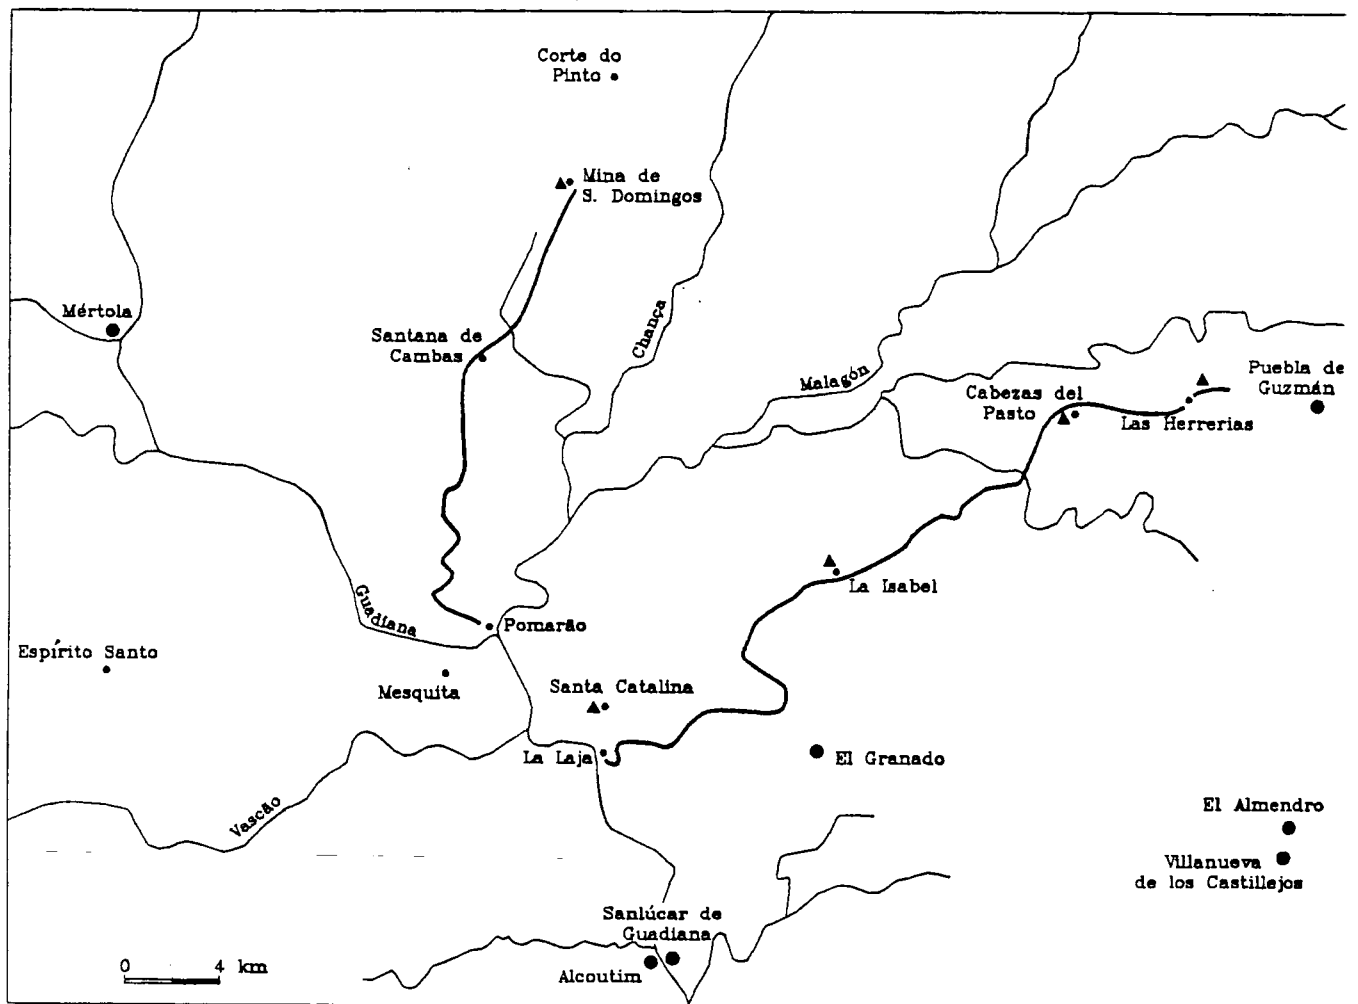 Corte do
Pinto
Mina de
S. Domingos
Mértola
Santana de
Cambas
Chança
Malagón
Cabezas del
Pasto
Puebla de
Guzmán
Las Herrerias
La Isabel
Guadiana
Pomarão
Espírito Santo
Mesquita
Santa Catalina
La Laja
El Granado
Vascão
El Almendro
Villanueva
de los Castillejos
Sanlúcar de
Guadiana
Alcoutim
0 4 km